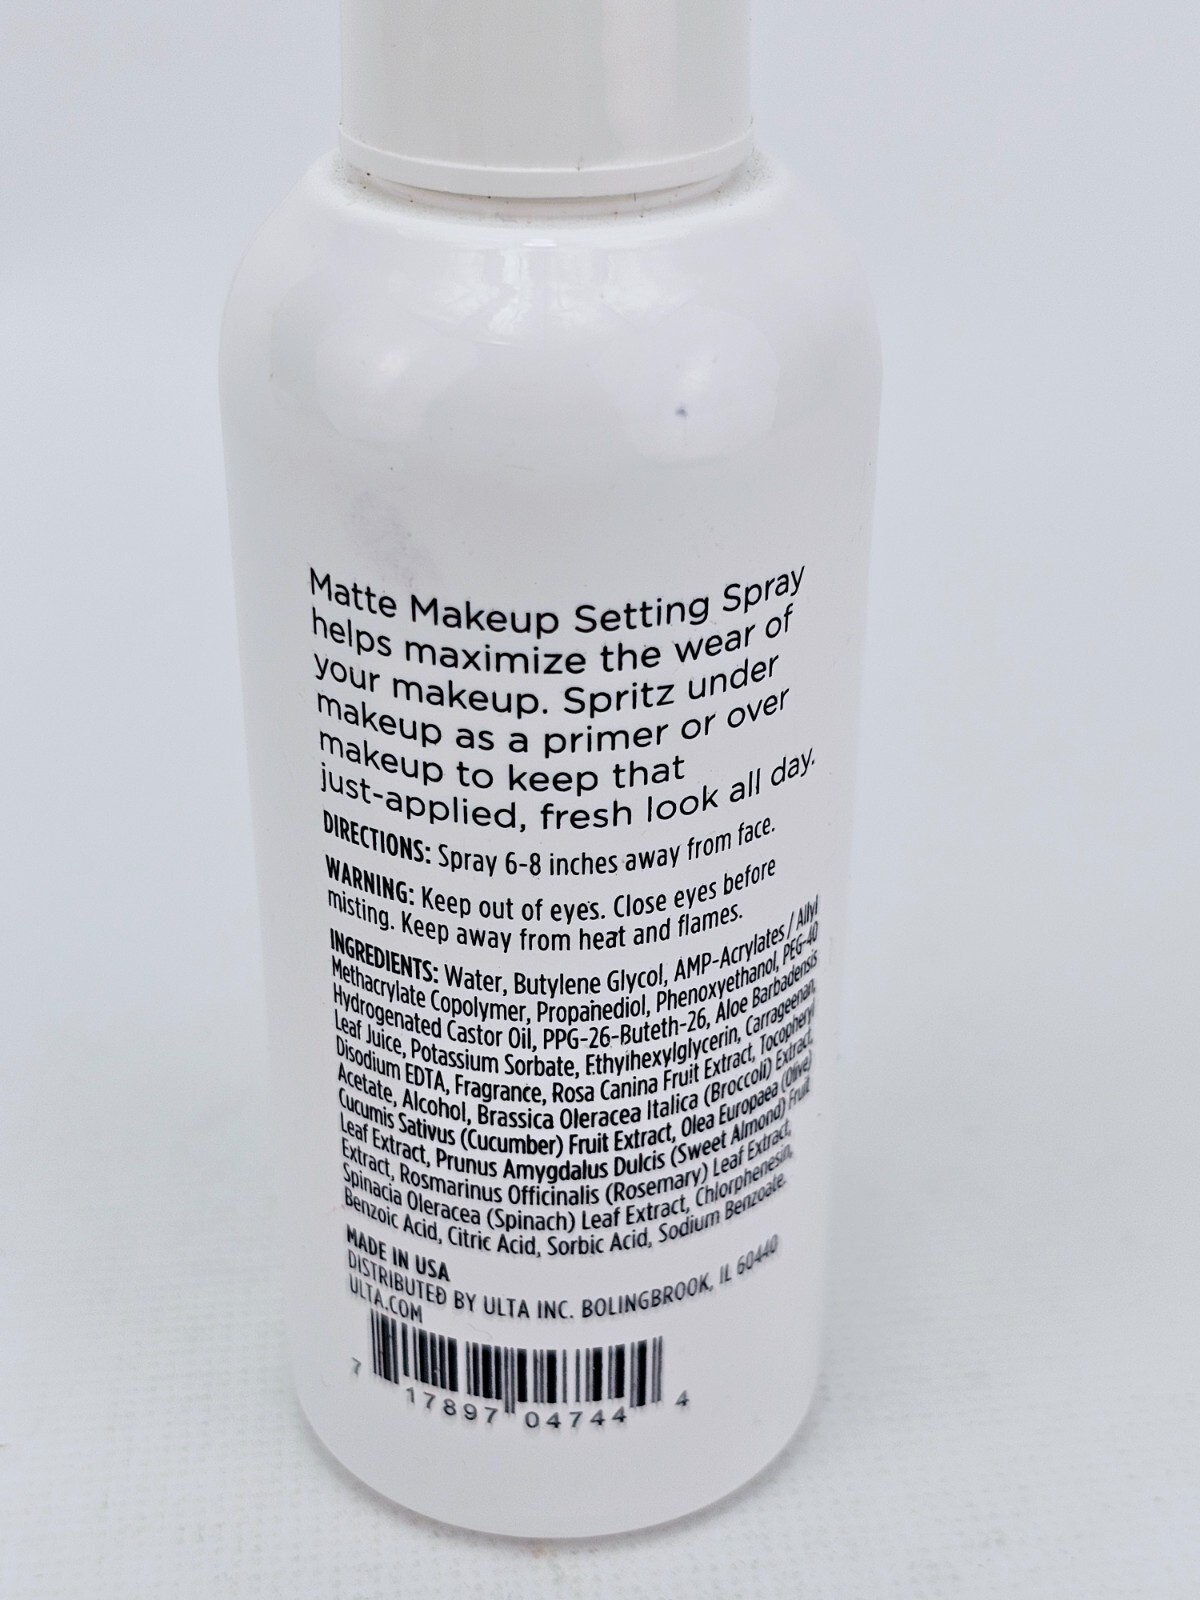 Matte Makeup Setting Spray
helps maximize the wear of
your makeup. Spritz under
makeup as a primer or over
makeup to keep that
just-applied, fresh look all day.
DIRECTIONS: Spray 6-8 inches away from face.
WARNING: Keep out of eyes. Close eyes before
misting. Keep away from heat and flames.
INGREDIENTS: Water, Butylene Glycol, AMP-Acrylates / Allyl
Methacrylate Copolymer, Propanediol, Phenoxyethanol, PEG-40
Hydrogenated Castor Oil, PPG-26-Buteth-26, Aloe Barbadensis
Leaf Juice, Potassium Sorbate, Ethylhexylglycerin, Carrageenan,
Disodium EDTA, Fragrance, Rosa Canina Fruit Extract, Tocopheryl
Acetate, Alcohol, Brassica Oleracea Italica (Broccoli) Extract,
Cucumis Sativus (Cucumber) Fruit Extract, Olea Europaea (Olive)
Leaf Extract, Prunus Amygdalus Dulcis (Sweet Almond) Fruit
Extract, Rosmarinus Officinalis (Rosemary) Leaf Extract,
Spinacia Oleracea (Spinach) Leaf Extract, Chlorphenesin,
Benzoic Acid, Citric Acid, Sorbic Acid, Sodium Benzoate.
MADE IN USA
DISTRIBUTED BY ULTA INC. BOLINGBROOK, IL 60440
ULTA.COM
7 17897 04744 4